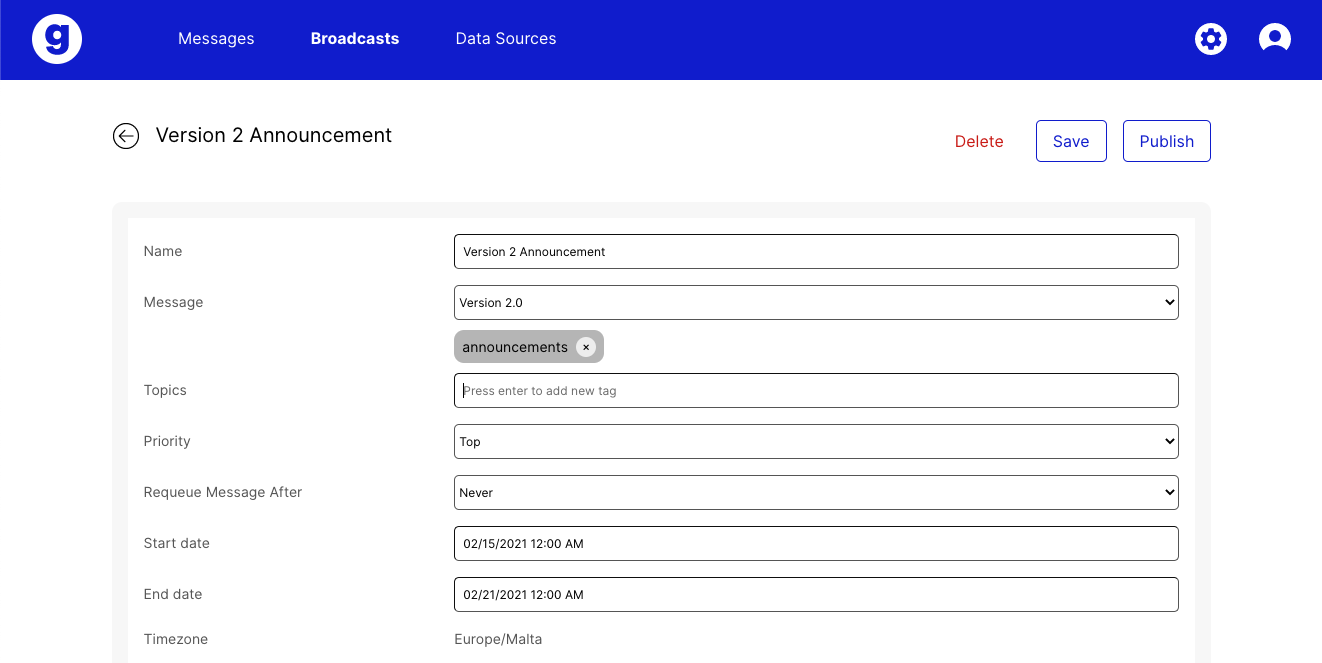 g
Messages Broadcasts Data Sources
Version 2 Announcement
Delete Save Publish
Name Version 2 Announcement
Message Version 2.0
announcements ×
Topics Press enter to add new tag
Priority Top
Requeue Message After Never
Start date 02/15/2021 12:00 AM
End date 02/21/2021 12:00 AM
Timezone Europe/Malta